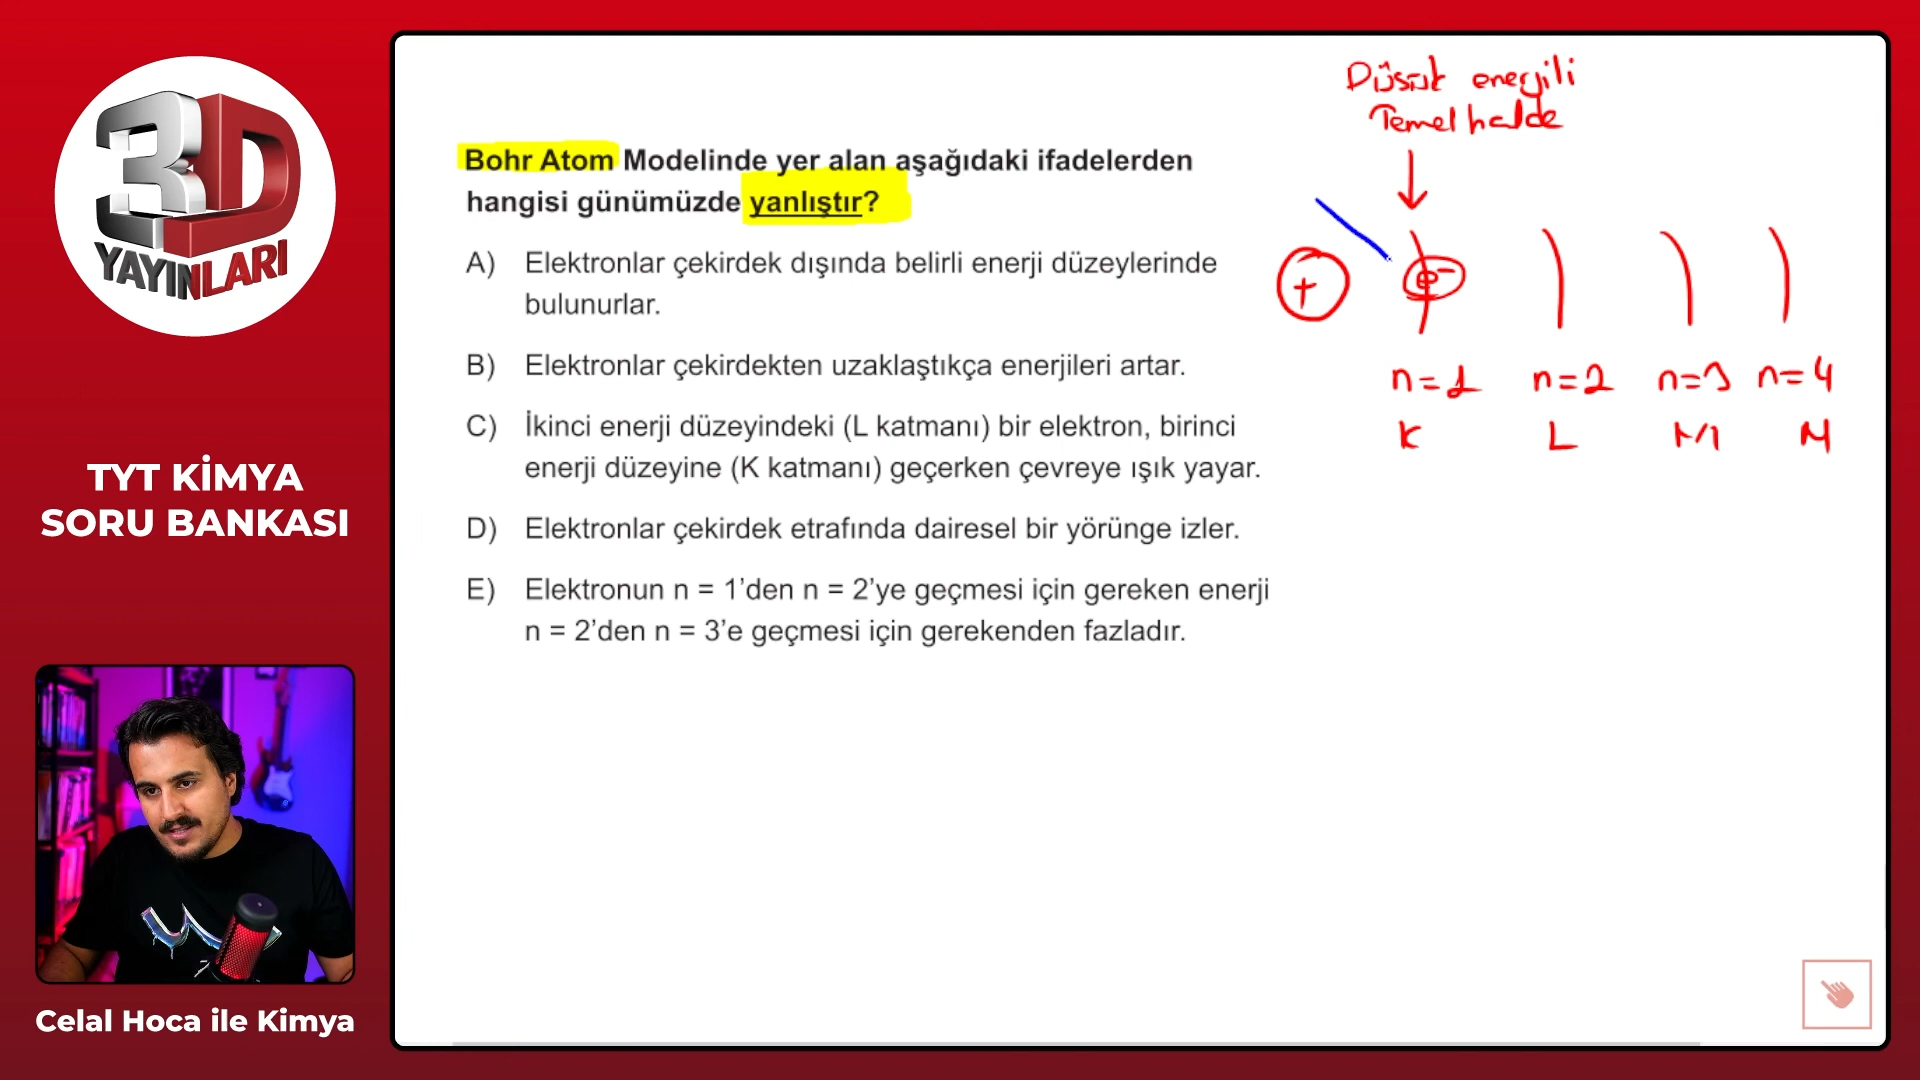 3D
YAYINLARI
TYT KİMYA
SORU BANKASI
Celal Hoca ile Kimya
Bohr Atom Modelinde yer alan aşağıdaki ifadelerden
hangisi günümüzde yanlıştır?
A) Elektronlar çekirdek dışında belirli enerji düzeylerinde
bulunurlar.
B) Elektronlar çekirdekten uzaklaştıkça enerjileri artar.
C) İkinci enerji düzeyindeki (L katmanı) bir elektron, birinci
enerji düzeyine (K katmanı) geçerken çevreye ışık yayar.
D) Elektronlar çekirdek etrafında dairesel bir yörünge izler.
E) Elektronun n = 1’den n = 2’ye geçmesi için gereken enerji
n = 2’den n = 3’e geçmesi için gerekenden fazladır.
Düşük enerjili
Temel halde
+ e-
n=1 n=2 n=3 n=4
K L M N